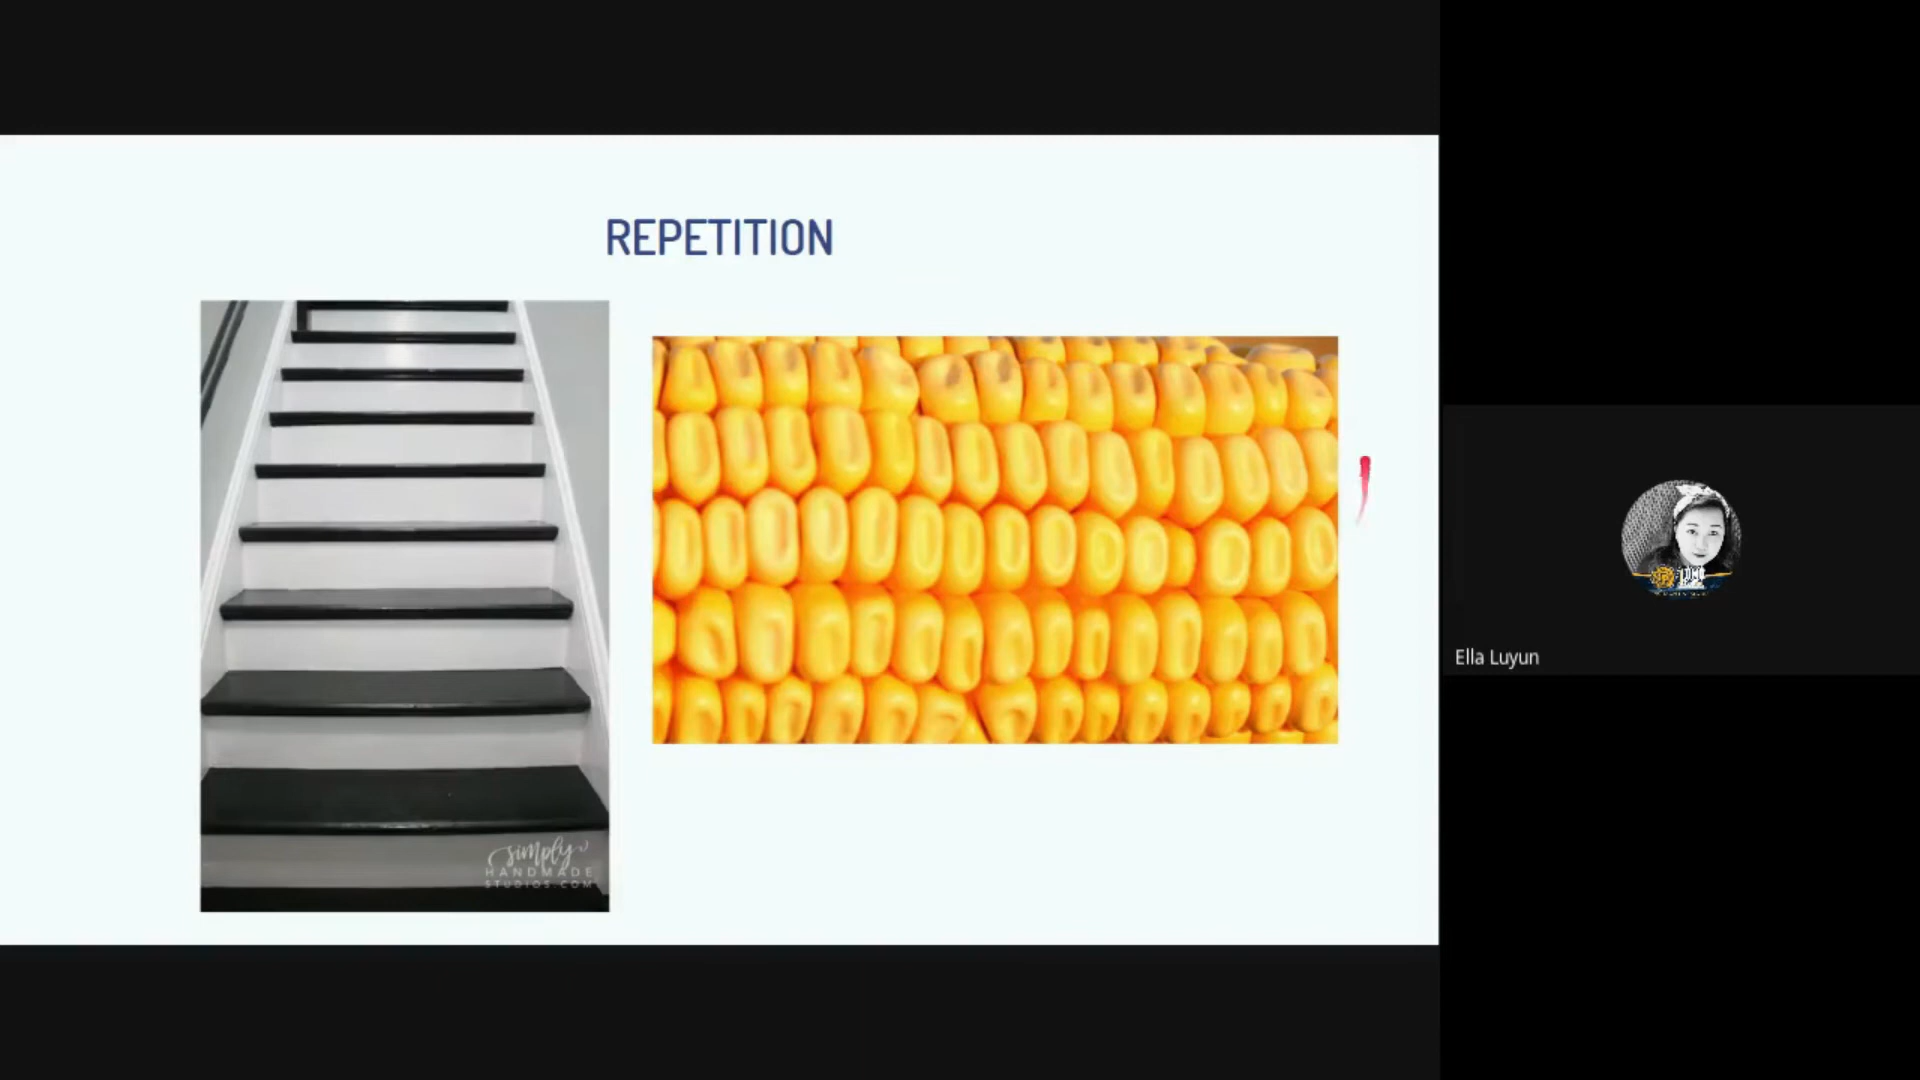 REPETITION
simply
HANDMADE
STUDIOS.COM
Ella Luyun